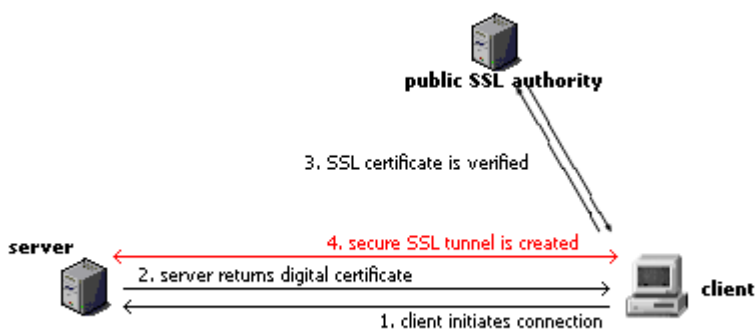 public SSL authority
3. SSL certificate is verified
server
4. secure SSL tunnel is created
2. server returns digital certificate
client
1. client initiates connection